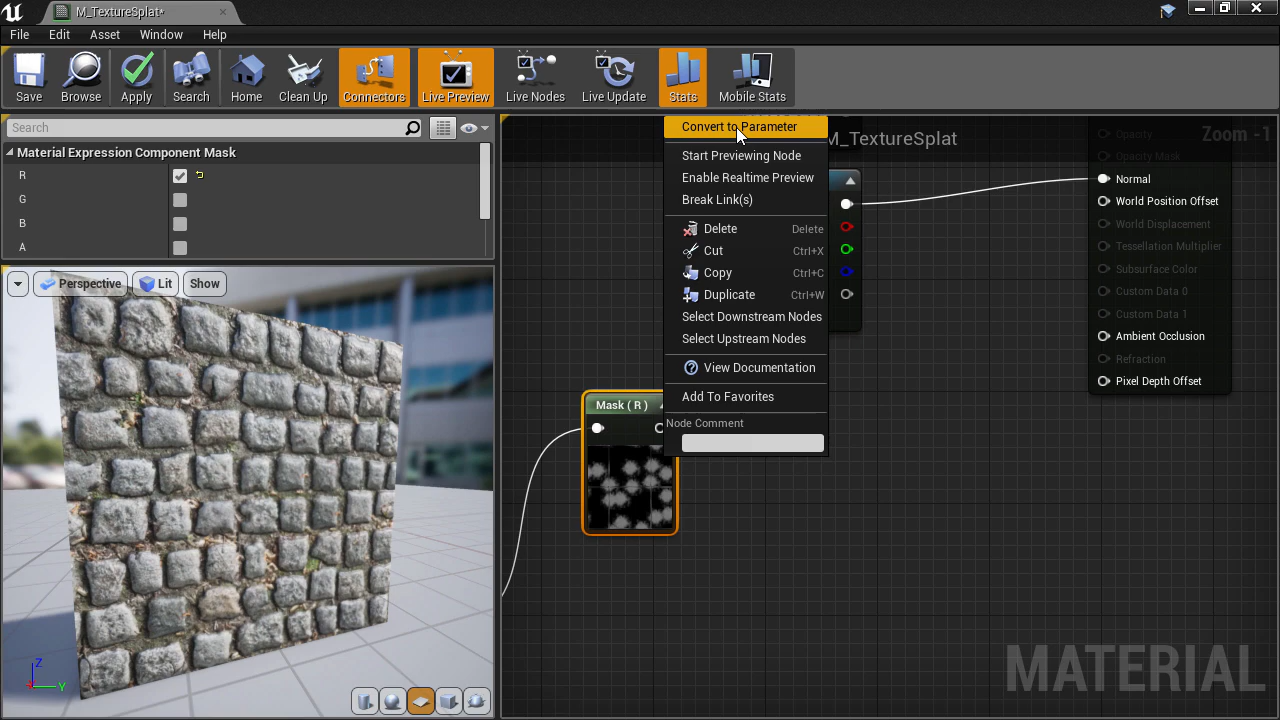 M_TextureSplat*
File Edit Asset Window Help
Save Browse Apply Search Home Clean Up Connectors Live Preview Live Nodes Live Update Stats Mobile Stats
Search
Material Expression Component Mask
R
G
B
A
Perspective Lit Show
Z
Y
M_TextureSplat
Zoom -1
Convert to Parameter
Start Previewing Node
Enable Realtime Preview
Break Link(s)
Delete Delete
Cut Ctrl+X
Copy Ctrl+C
Duplicate Ctrl+W
Select Downstream Nodes
Select Upstream Nodes
View Documentation
Add To Favorites
Node Comment
Mask ( R )
Opacity
Opacity Mask
Normal
World Position Offset
World Displacement
Tessellation Multiplier
Subsurface Color
Custom Data 0
Custom Data 1
Ambient Occlusion
Refraction
Pixel Depth Offset
MATERIAL